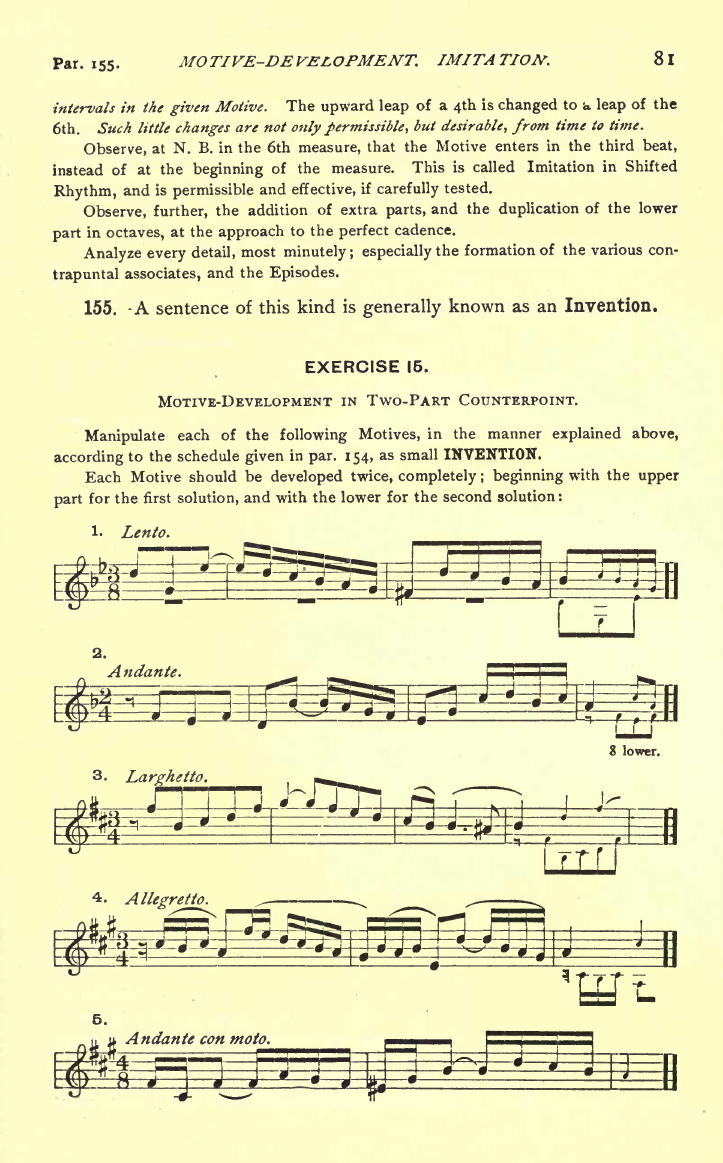 Par. 155. MOTIVE-DEVELOPMENT. IMITATION. 81
intervals in the given Motive. The upward leap of a 4th is changed to a leap of the
6th. Such little changes are not only permissible, but desirable, from time to time.
Observe, at N. B. in the 6th measure, that the Motive enters in the third beat,
instead of at the beginning of the measure. This is called Imitation in Shifted
Rhythm, and is permissible and effective, if carefully tested.
Observe, further, the addition of extra parts, and the duplication of the lower
part in octaves, at the approach to the perfect cadence.
Analyze every detail, most minutely; especially the formation of the various con-
trapuntal associates, and the Episodes.
155. A sentence of this kind is generally known as an Invention.
EXERCISE 15.
MOTIVE-DEVELOPMENT IN TWO-PART COUNTERPOINT.
Manipulate each of the following Motives, in the manner explained above,
according to the schedule given in par. 154, as small INVENTION.
Each Motive should be developed twice, completely; beginning with the upper
part for the first solution, and with the lower for the second solution:
1. Lento.
3
8
2.
Andante.
2
4
8 lower.
3. Larghetto.
3
4
4. Allegretto.
3
4
5.
Andante con moto.
4
8